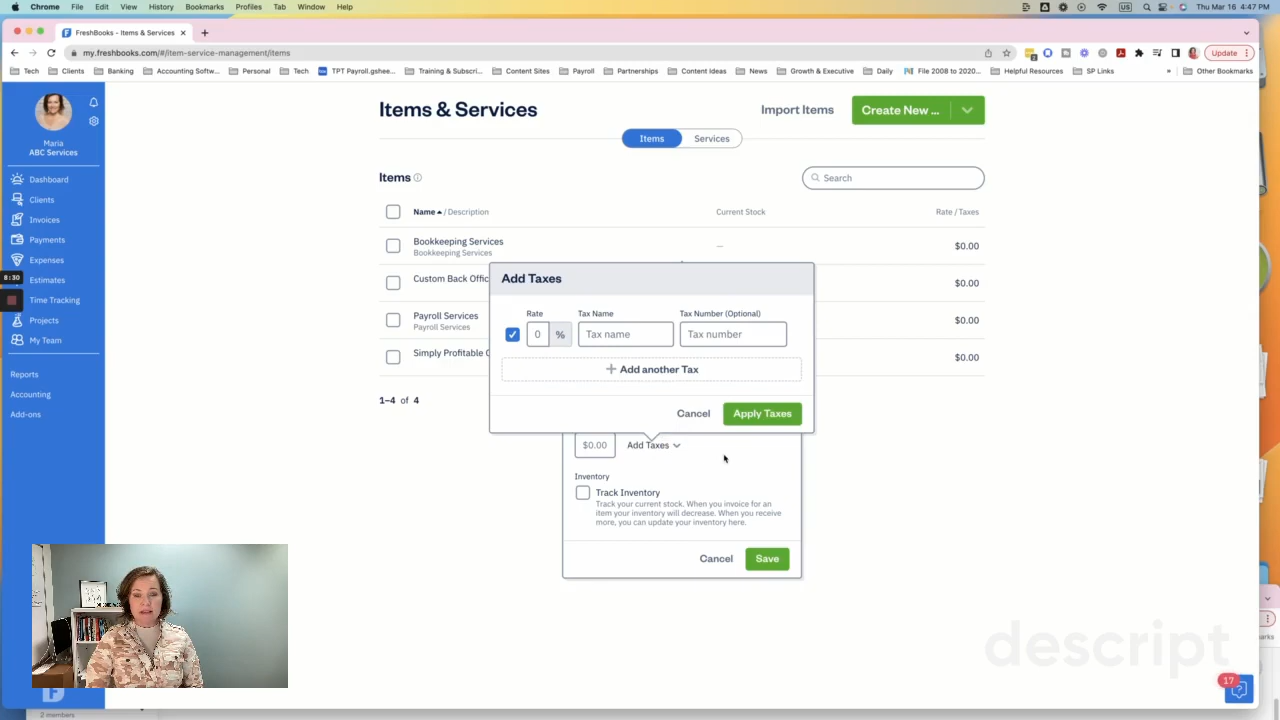 Chrome File Edit View History Bookmarks Profiles Tab Window Help
US Thu Mar 16 4:47 PM
FreshBooks - Items & Services
my.freshbooks.com/#/item-service-management/items
Update
Tech Clients Banking Accounting Softw... Personal Tech TPT Payroll.gshee... Training & Subscri... Content Sites Payroll Partnerships Content Ideas News Growth & Executive Daily File 2008 to 2020... Helpful Resources SP Links » Other Bookmarks
Maria
ABC Services
Dashboard
Clients
Invoices
Payments
Expenses
8:30
Estimates
Time Tracking
Projects
My Team
Reports
Accounting
Add-ons
Items & Services
Import Items
Create New ...
Items
Services
Items
Search
Name / Description
Current Stock
Rate / Taxes
Bookkeeping Services
Bookkeeping Services
—
$0.00
Custom Back Offic
$0.00
Payroll Services
Payroll Services
$0.00
Simply Profitable
$0.00
1–4 of 4
Add Taxes
Rate
Tax Name
Tax Number (Optional)
0 %
Tax name
Tax number
+ Add another Tax
Cancel
Apply Taxes
$0.00
Add Taxes
Inventory
Track Inventory
Track your current stock. When you invoice for an
item your inventory will decrease. When you receive
more, you can update your inventory here.
Cancel
Save
descript
17
2 members